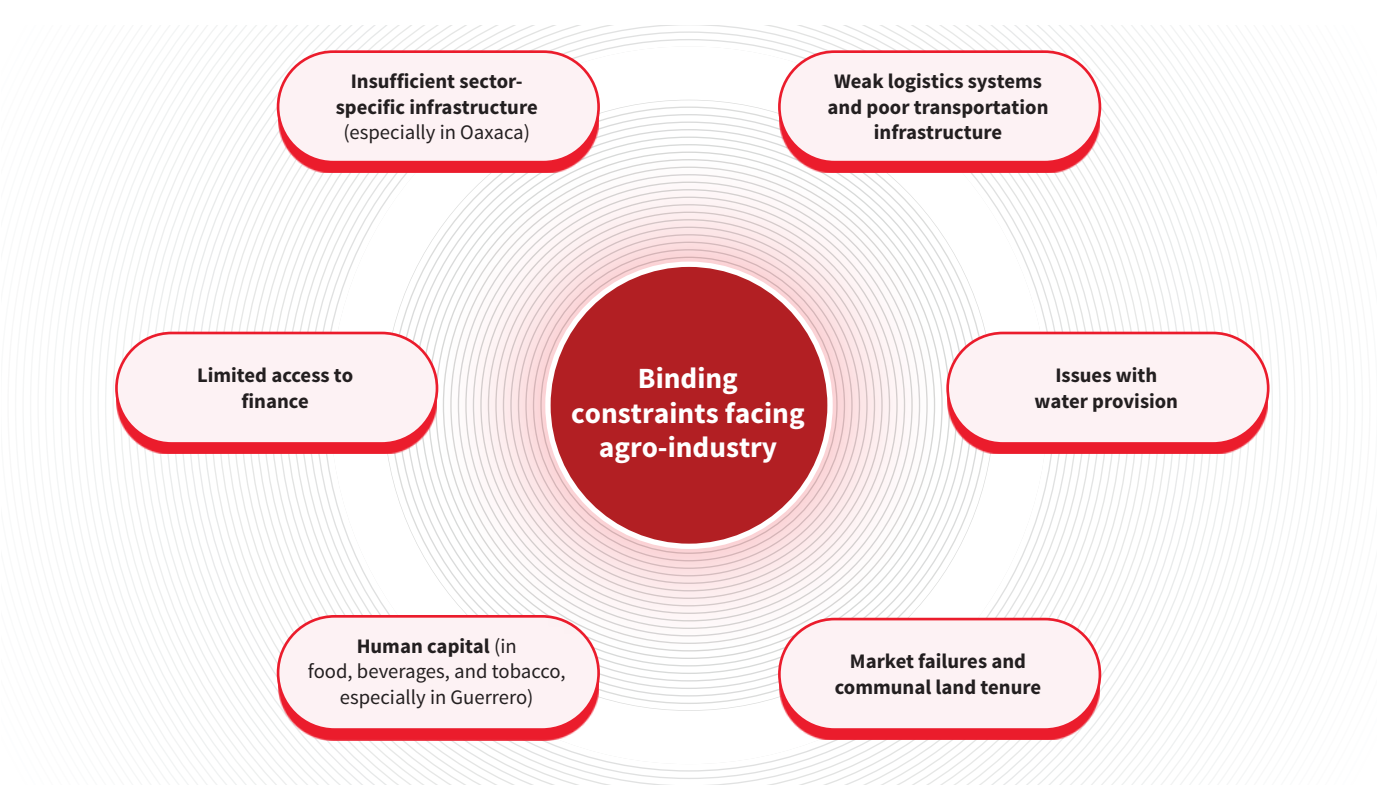 Insufficient sector-
specific infrastructure
(especially in Oaxaca)
Weak logistics systems
and poor transportation
infrastructure
Limited access to
finance
Binding
constraints facing
agro-industry
Issues with
water provision
Human capital (in
food, beverages, and tobacco,
especially in Guerrero)
Market failures and
communal land tenure